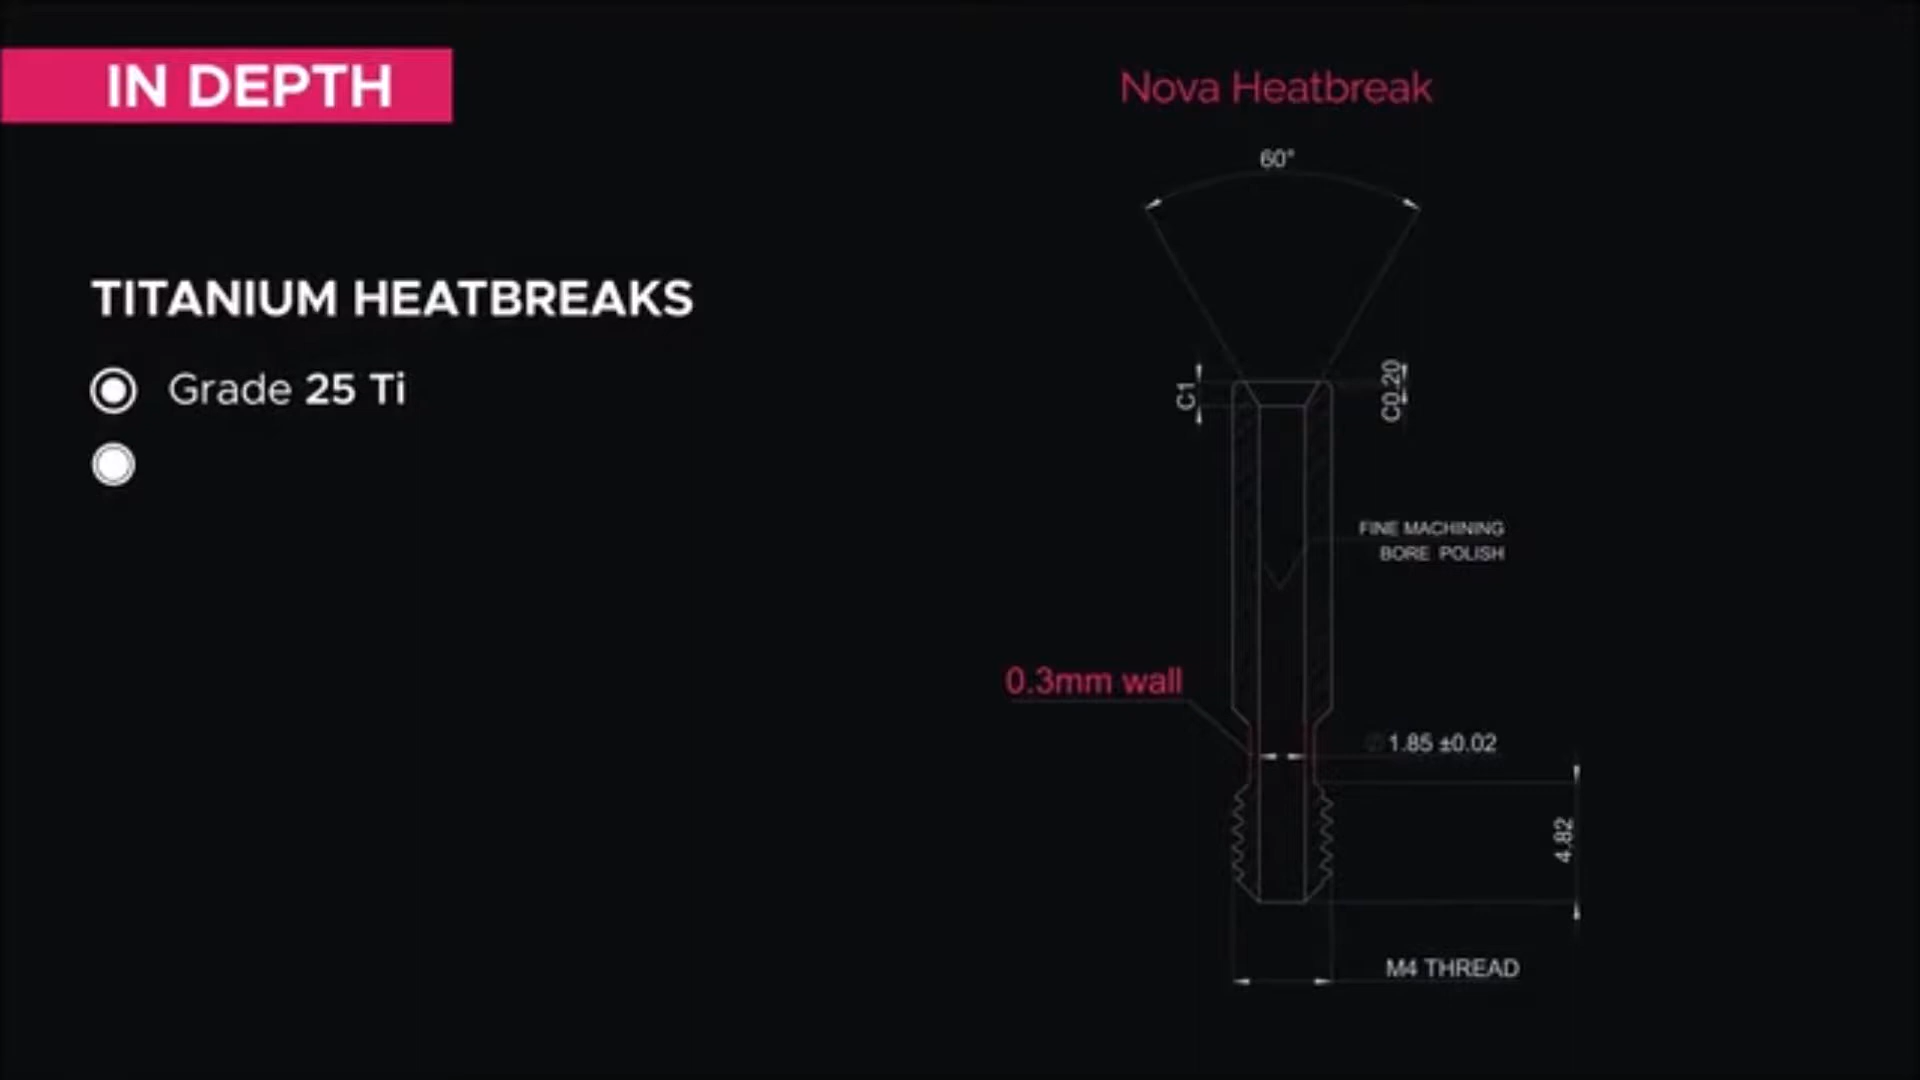 IN DEPTH
Nova Heatbreak
60°
TITANIUM HEATBREAKS
Grade 25 Ti
C1
C0.20
FINE MACHINING
BORE POLISH
0.3mm wall
∅1.85 ±0.02
4.82
M4 THREAD